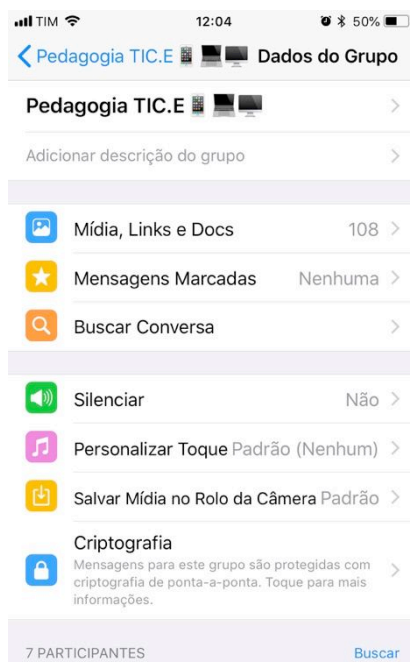 TIM 12:04 50%
Pedagogia TIC.E 📱💻🖥 Dados do Grupo
Pedagogia TIC.E 📱💻🖥
Adicionar descrição do grupo
Mídia, Links e Docs 108
Mensagens Marcadas Nenhuma
Buscar Conversa
Silenciar Não
Personalizar Toque Padrão (Nenhum)
Salvar Mídia no Rolo da Câmera Padrão
Criptografia
Mensagens para este grupo são protegidas com
criptografia de ponta-a-ponta. Toque para mais
informações.
7 PARTICIPANTES Buscar